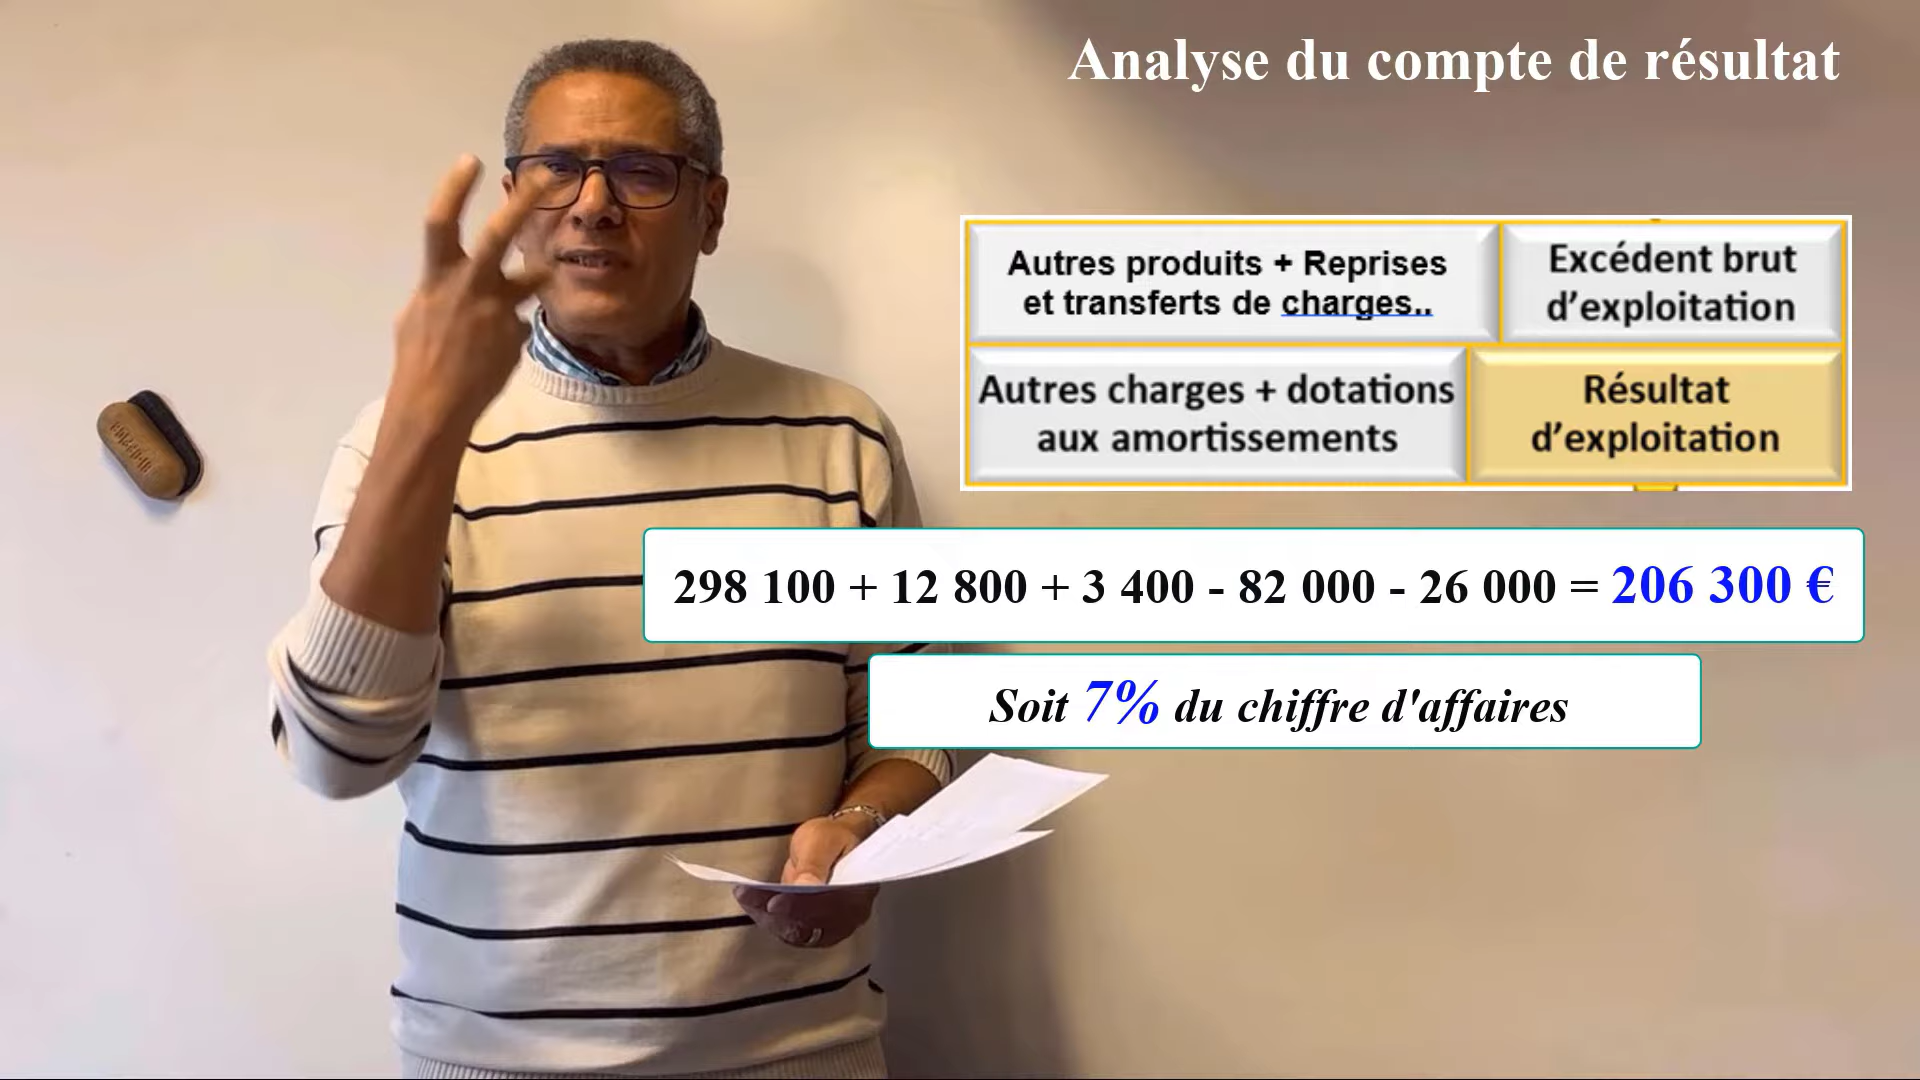 Analyse du compte de résultat
Autres produits + Reprises
et transferts de charges..
Excédent brut
d’exploitation
Autres charges + dotations
aux amortissements
Résultat
d’exploitation
298 100 + 12 800 + 3 400 - 82 000 - 26 000 = 206 300 €
Soit 7% du chiffre d'affaires